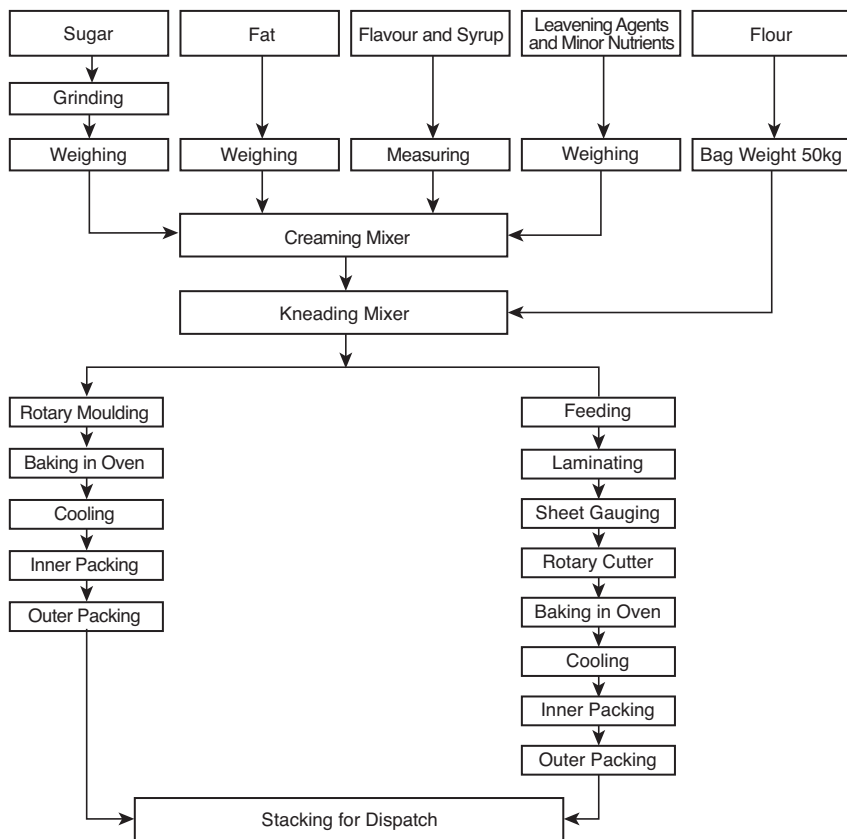 Sugar
Fat
Flavour and Syrup
Leavening Agents
and Minor Nutrients
Flour
Grinding
Weighing
Weighing
Measuring
Weighing
Bag Weight 50kg
Creaming Mixer
Kneading Mixer
Rotary Moulding
Baking in Oven
Cooling
Inner Packing
Outer Packing
Feeding
Laminating
Sheet Gauging
Rotary Cutter
Baking in Oven
Cooling
Inner Packing
Outer Packing
Stacking for Dispatch